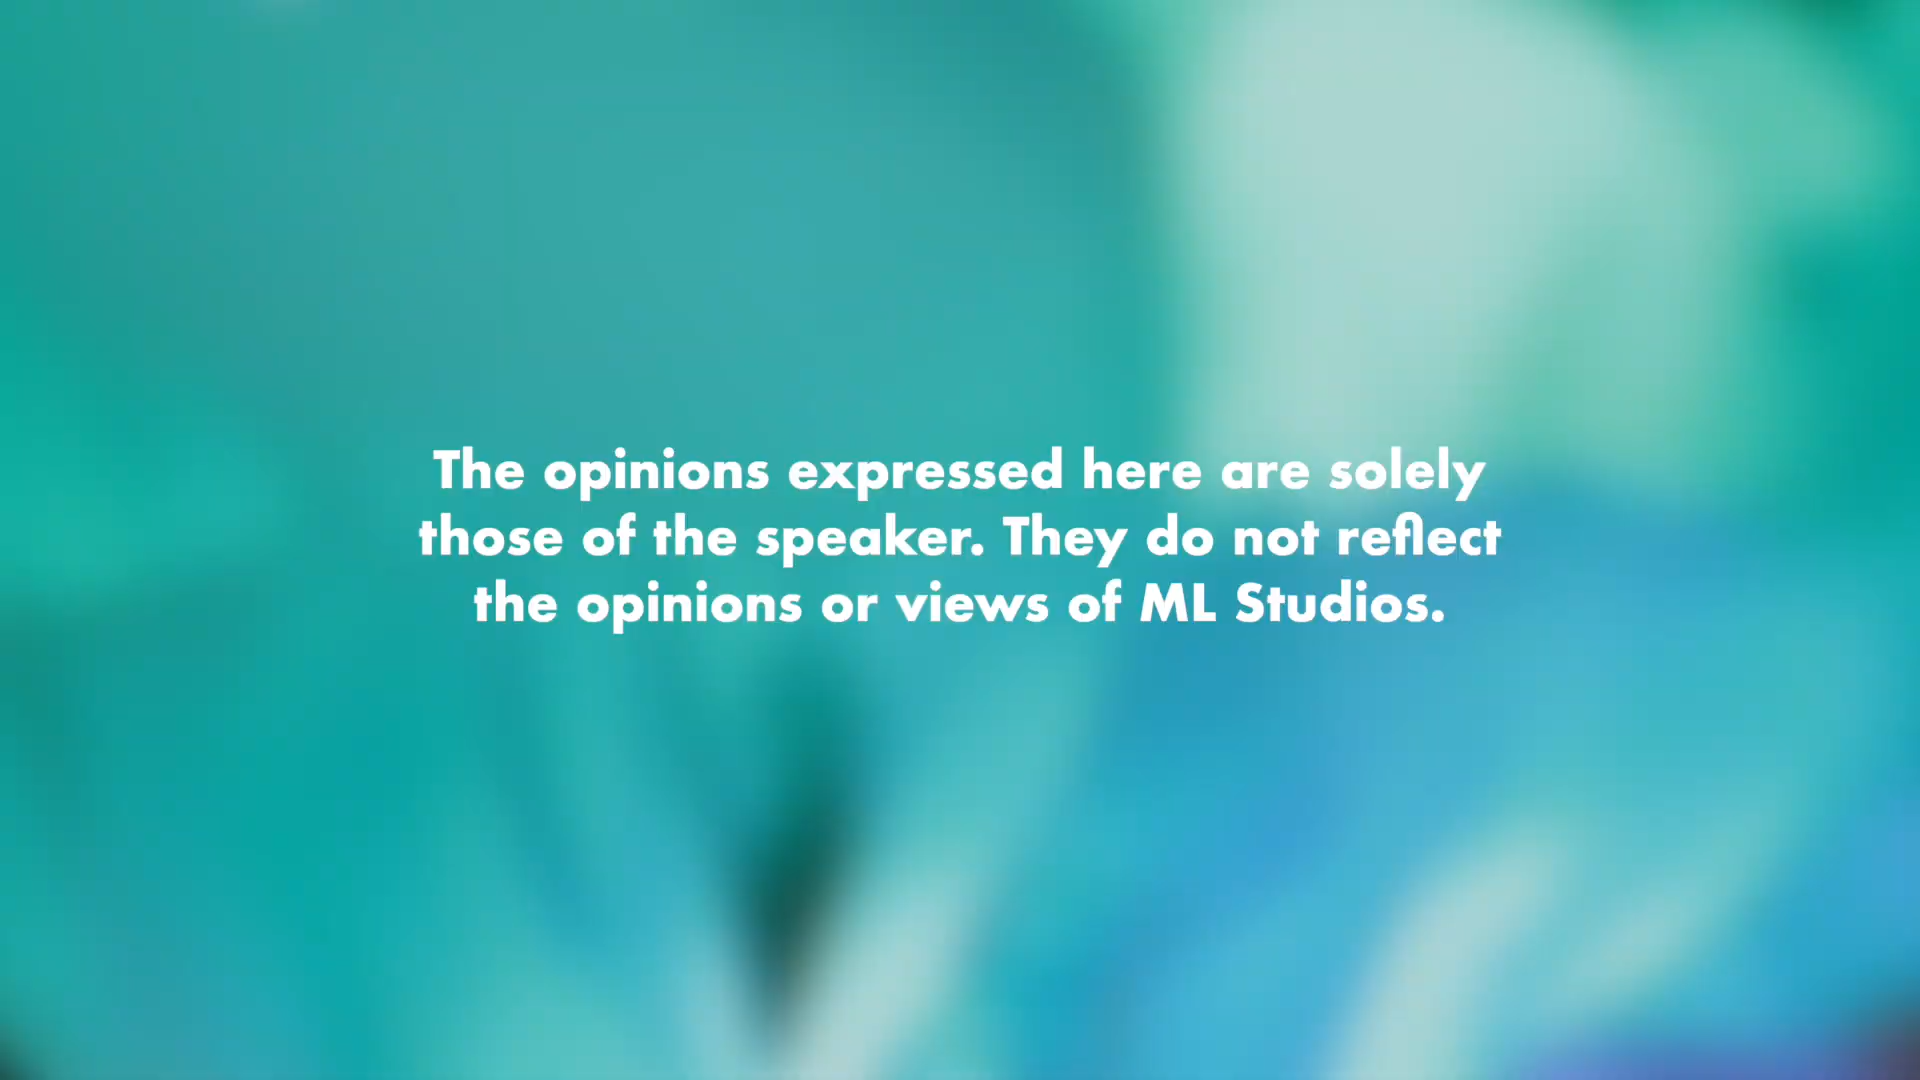 The opinions expressed here are solely
those of the speaker. They do not reflect
the opinions or views of ML Studios.